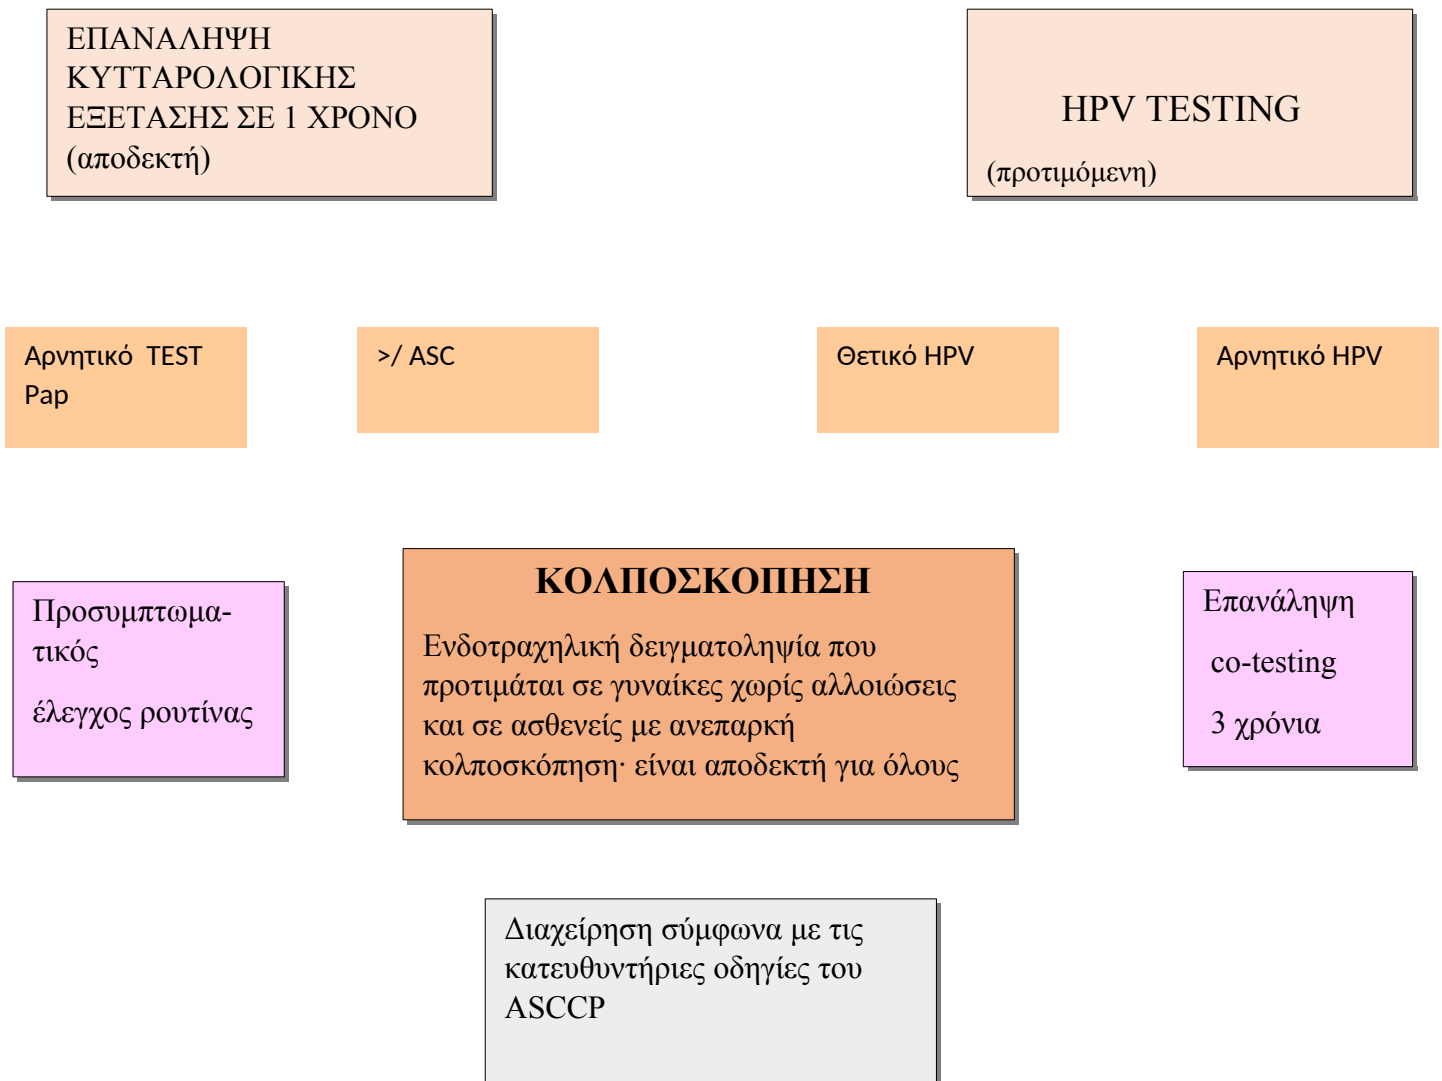 ΕΠΑΝΑΛΗΨΗ
ΚΥΤΤΑΡΟΛΟΓΙΚΗΣ
ΕΞΕΤΑΣΗΣ ΣΕ 1 ΧΡΟΝΟ
(αποδεκτή)
HPV TESTING
(προτιμόμενη)
Αρνητικό TEST
Pap
>/ ASC
Θετικό HPV
Αρνητικό HPV
Προσυμπτωμα-
τικός
έλεγχος ρουτίνας
ΚΟΛΠΟΣΚΟΠΗΣΗ
Ενδοτραχηλική δειγματοληψία που
προτιμάται σε γυναίκες χωρίς αλλοιώσεις
και σε ασθενείς με ανεπαρκή
κολποσκόπηση· είναι αποδεκτή για όλους
Επανάληψη
co-testing
3 χρόνια
Διαχείρηση σύμφωνα με τις
κατευθυντήριες οδηγίες του
ASCCP